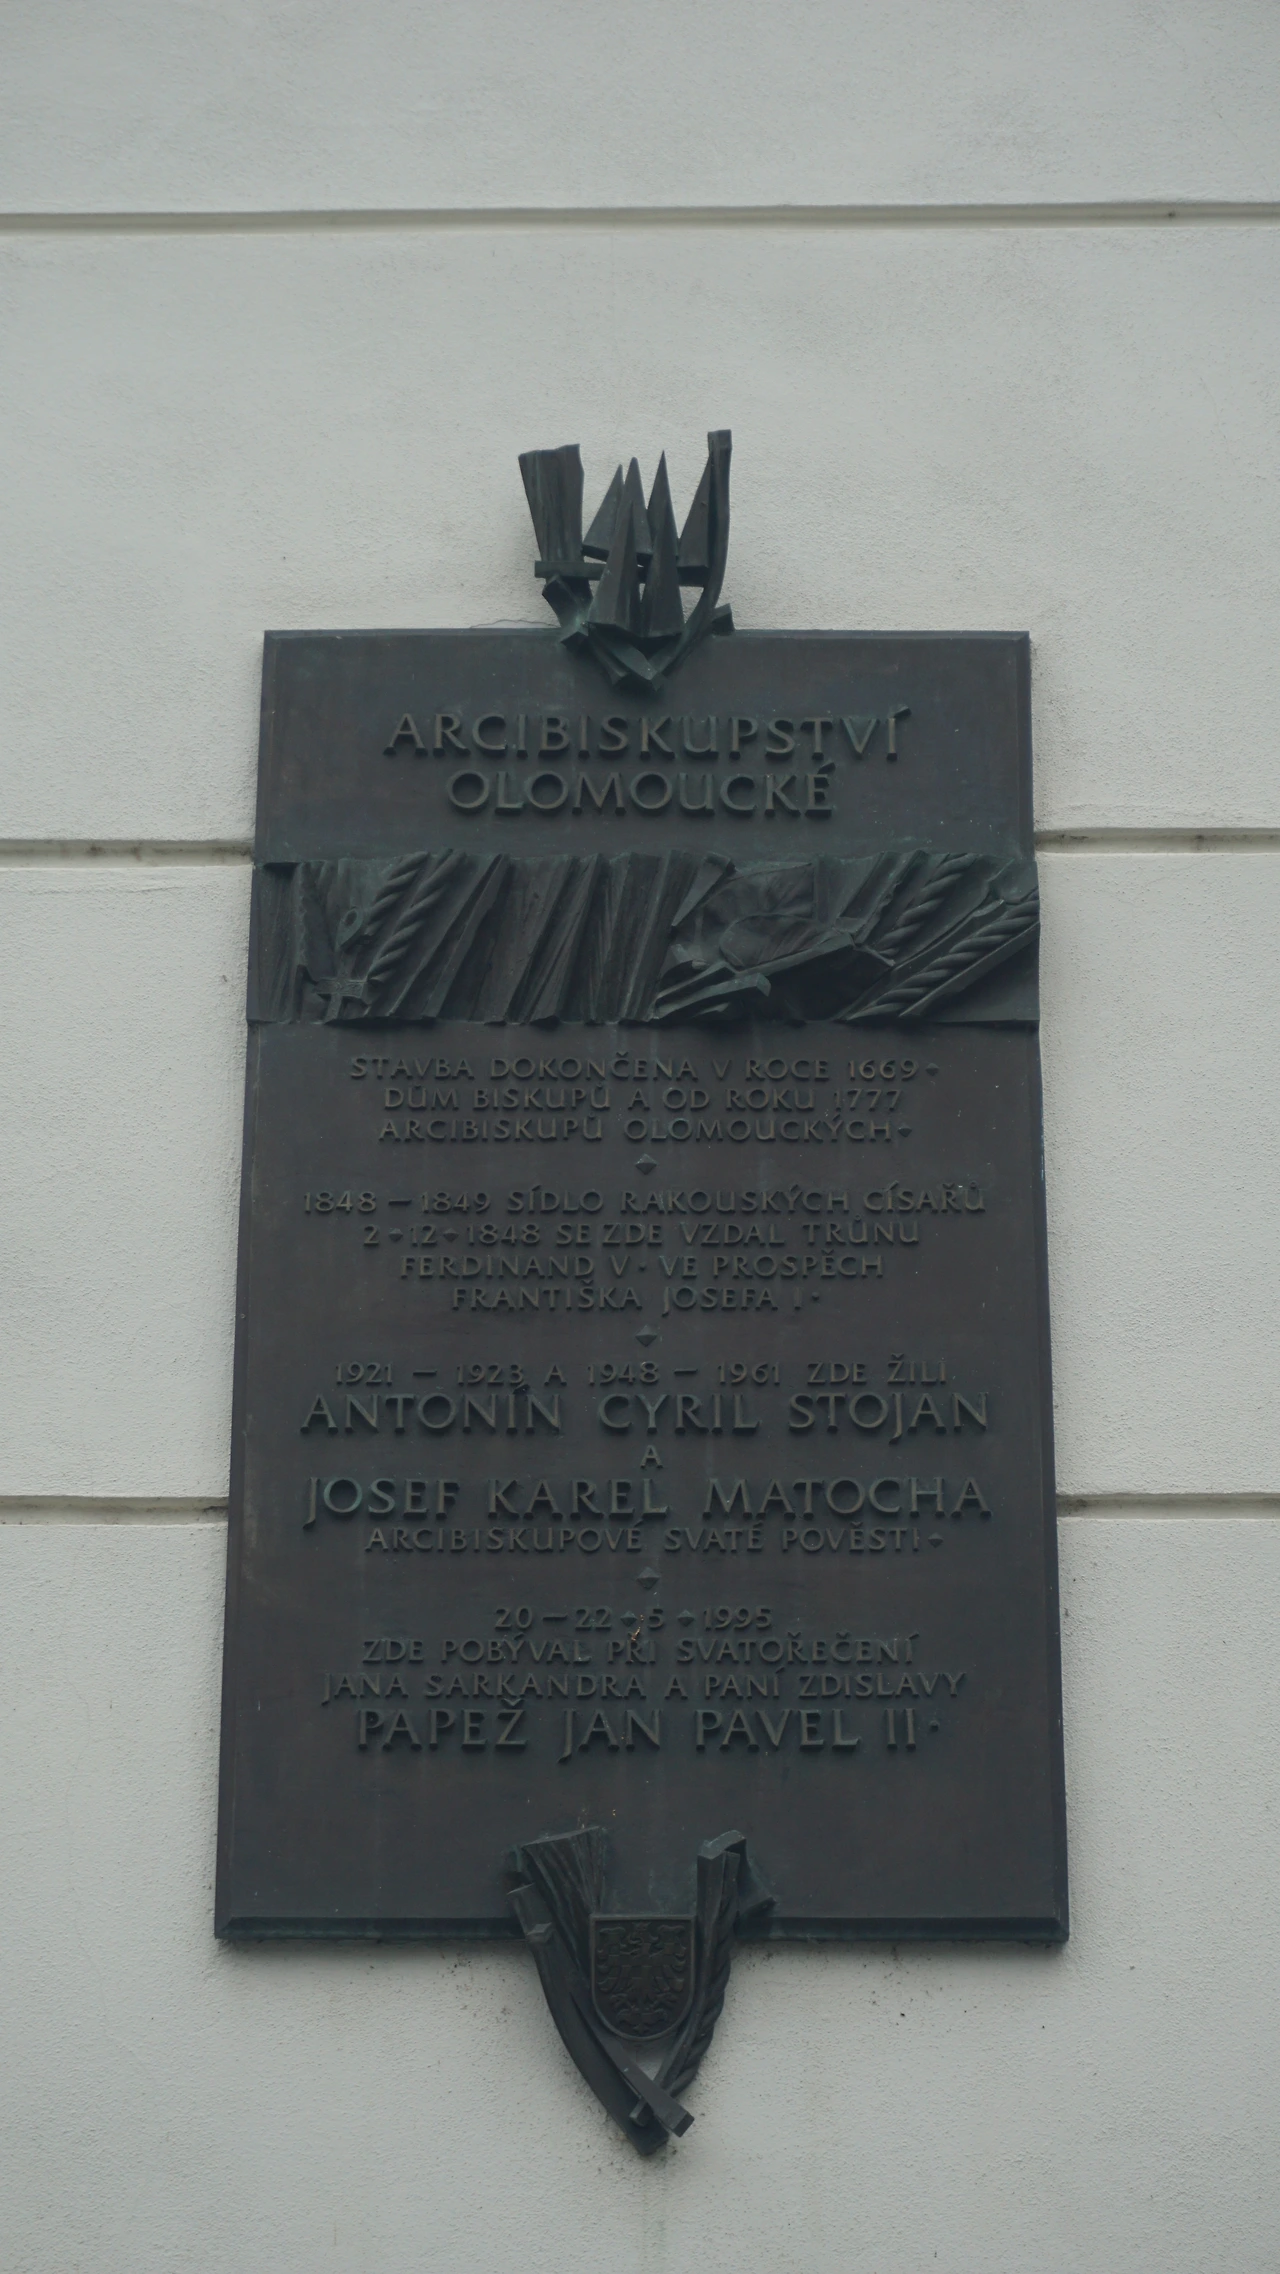 ARCIBISKUPSTVÍ
OLOMOUCKÉ
STAVBA DOKONČENA V ROCE 1669
DŮM BISKUPŮ A OD ROKU 1777
ARCIBISKUPŮ OLOMOUCKÝCH
1848 – 1849 SÍDLO RAKOUSKÝCH CÍSAŘŮ
2 · 12 · 1848 SE ZDE VZDAL TRŮNU
FERDINAND V · VE PROSPĚCH
FRANTIŠKA JOSEFA I ·
1921 – 1923 A 1948 – 1961 ZDE ŽILI
ANTONÍN CYRIL STOJAN
A
JOSEF KAREL MATOCHA
ARCIBISKUPOVÉ SVATÉ POVĚSTI ·
20 – 22 · 5 · 1995
ZDE POBÝVAL PŘI SVATOŘEČENÍ
JANA SARKANDRA A PANÍ ZDISLAVY
PAPEŽ JAN PAVEL II ·